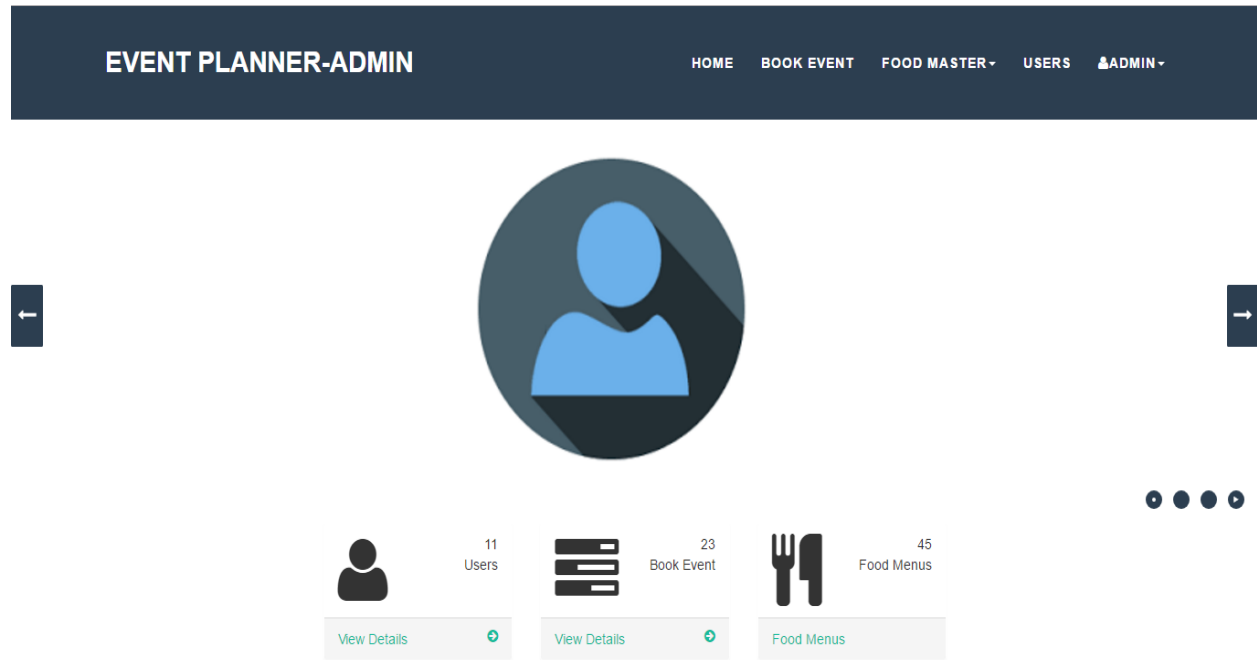 EVENT PLANNER-ADMIN
HOME BOOK EVENT FOOD MASTER USERS ADMIN
11
Users
23
Book Event
45
Food Menus
View Details
View Details
Food Menus